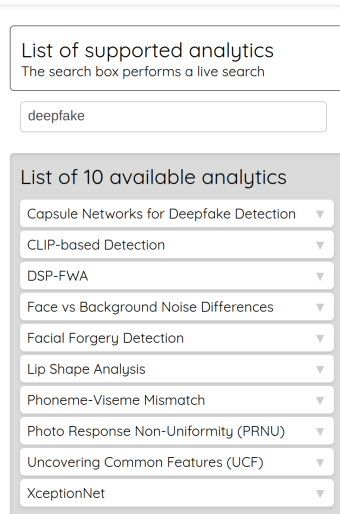 List of supported analytics
The search box performs a live search
deepfake
List of 10 available analytics
Capsule Networks for Deepfake Detection
CLIP-based Detection
DSP-FWA
Face vs Background Noise Differences
Facial Forgery Detection
Lip Shape Analysis
Phoneme-Viseme Mismatch
Photo Response Non-Uniformity (PRNU)
Uncovering Common Features (UCF)
XceptionNet